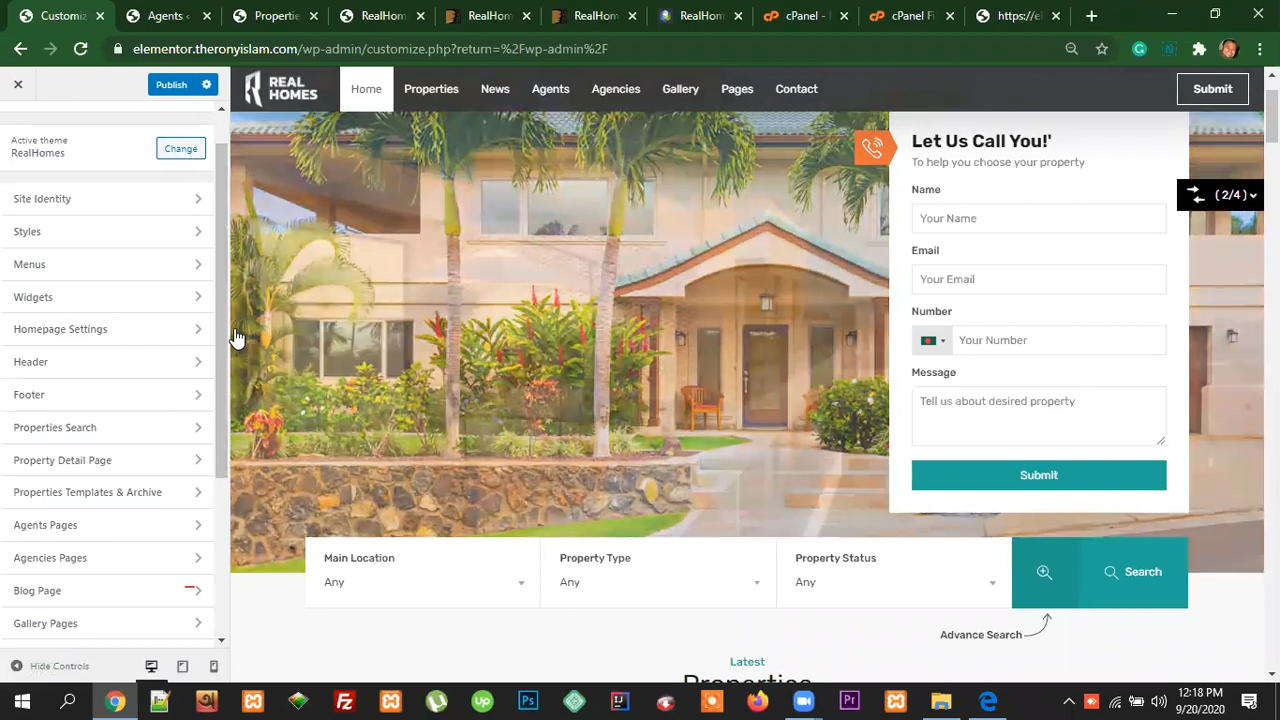 Home
Agents ‹
RealHom
RealHom
RealHom
cPanel - I
cPanel F
https://el
elementor.theronyislam.com/wp-admin/customize.php?return=%2Fwp-admin%2F
Publish
REAL HOMES
Home
Properties
News
Agents
Agencies
Gallery
Pages
Contact
Submit
Active theme
RealHomes
Change
Site Identity
Styles
Menus
Widgets
Homepage Settings
Header
Footer
Properties Search
Property Detail Page
Properties Templates & Archive
Agents Pages
Agencies Pages
Blog Page
Gallery Pages
Hide Controls
Let Us Call You!'
To help you choose your property
Name
Your Name
Email
Your Email
Number
Your Number
Message
Tell us about desired property
Submit
( 2/4 )
Main Location
Any
Property Type
Any
Property Status
Any
Search
Advance Search
Latest
Properties
12:18 PM
9/20/2020